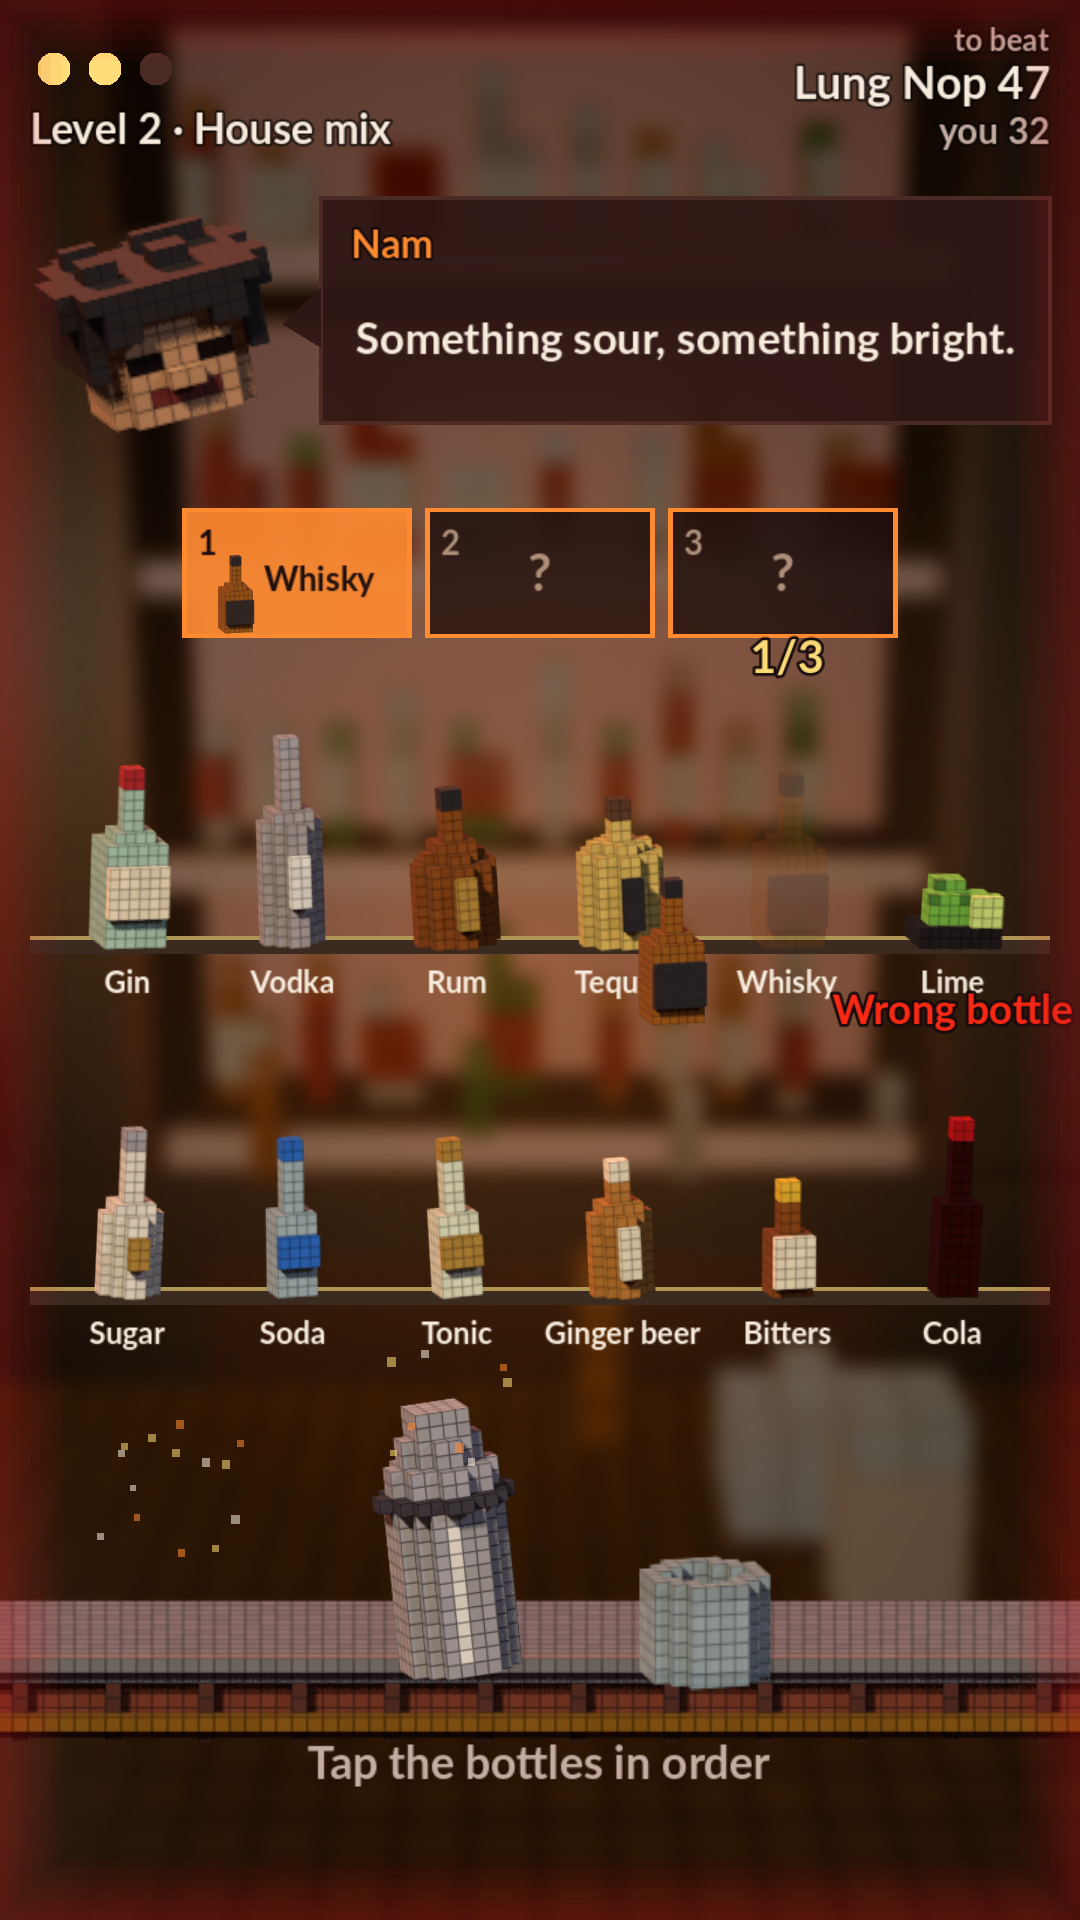 to beat
Lung Nop 47
you 32
Level 2 · House mix
Nam
Something sour, something bright.
1 Whisky
2 ?
3 ?
1/3
Gin Vodka Rum Tequ Whisky Lime
Wrong bottle
Sugar Soda Tonic Ginger beer Bitters Cola
Tap the bottles in order